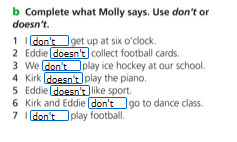 b Complete what Molly says. Use don't or
doesn't.
1 I don't get up at six o'clock.
2 Eddie doesn't collect football cards.
3 We don't play ice hockey at our school.
4 Kirk doesn't play the piano.
5 Eddie doesn't like sport.
6 Kirk and Eddie don't go to dance class.
7 I don't play football.